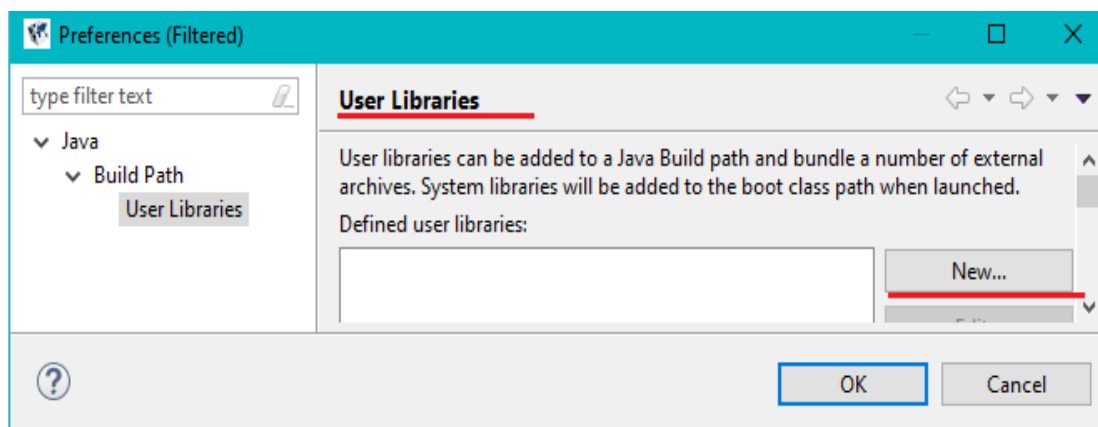 Preferences (Filtered)
type filter text
Java
Build Path
User Libraries
User Libraries
User libraries can be added to a Java Build path and bundle a number of external
archives. System libraries will be added to the boot class path when launched.
Defined user libraries:
New...
OK
Cancel